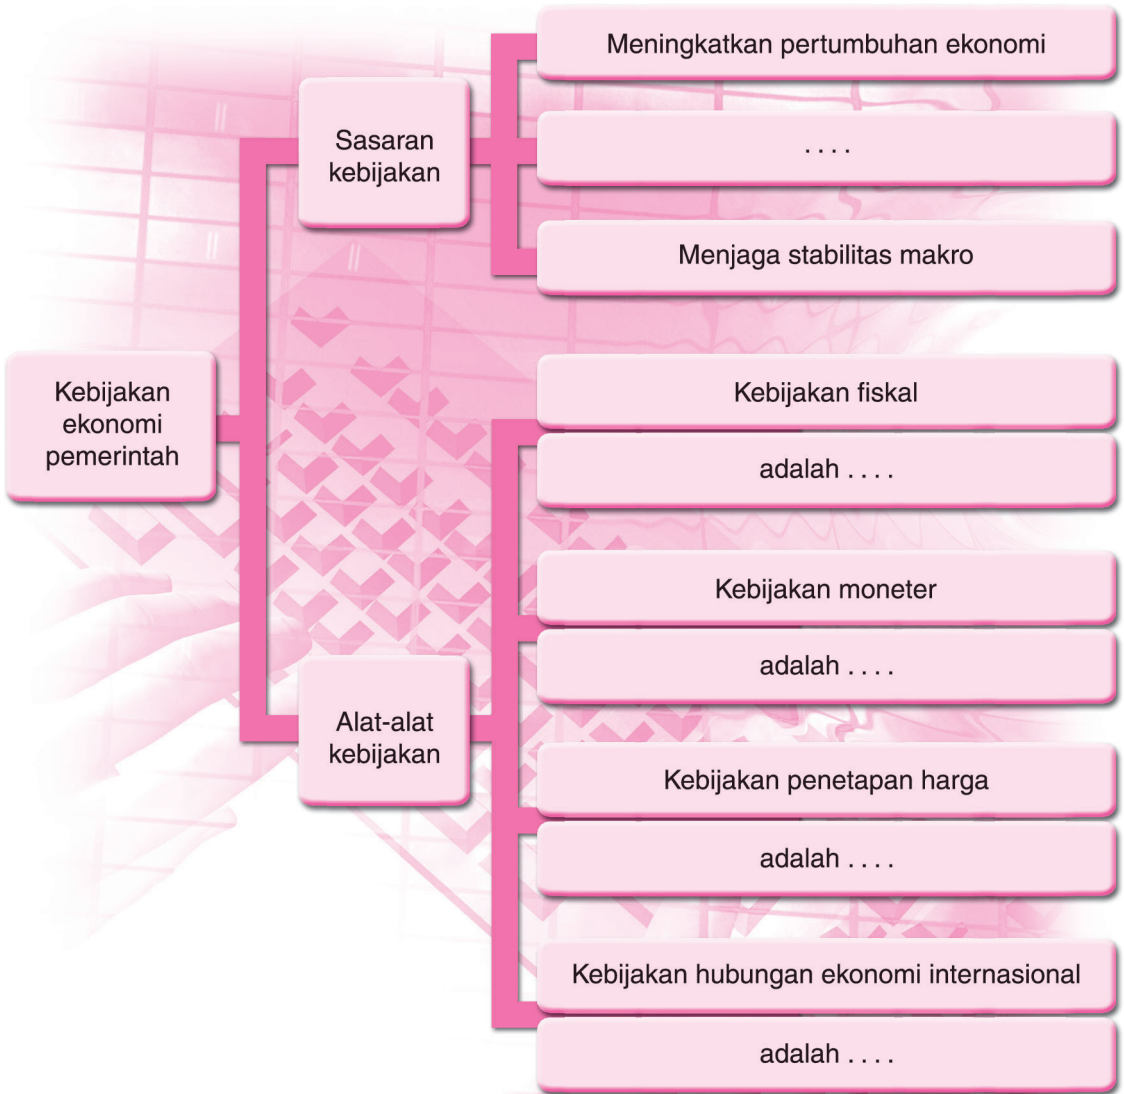 Meningkatkan pertumbuhan ekonomi
Sasaran
kebijakan
. . . .
Menjaga stabilitas makro
Kebijakan
ekonomi
pemerintah
Kebijakan fiskal
adalah . . . .
Kebijakan moneter
adalah . . . .
Alat-alat
kebijakan
Kebijakan penetapan harga
adalah . . . .
Kebijakan hubungan ekonomi internasional
adalah . . . .